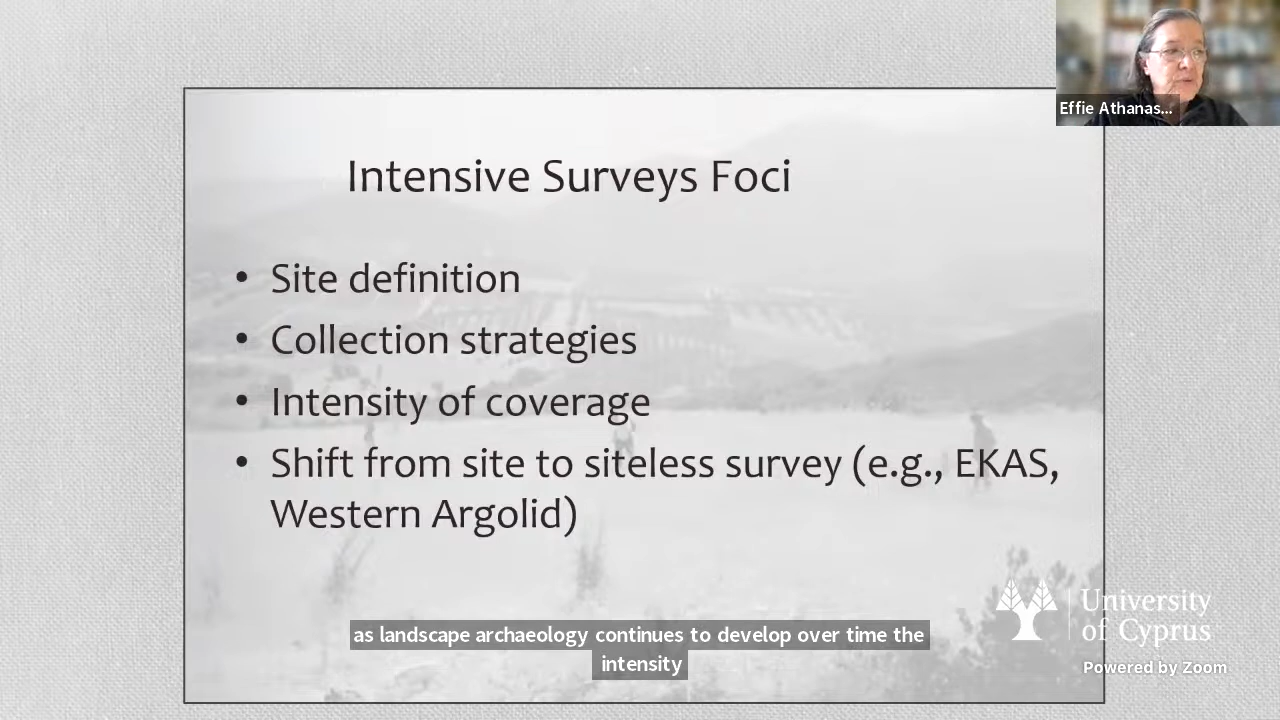 Effie Athanas...
Intensive Surveys Foci
• Site definition
• Collection strategies
• Intensity of coverage
• Shift from site to siteless survey (e.g., EKAS,
Western Argolid)
University
of Cyprus
as landscape archaeology continues to develop over time the
intensity
Powered by Zoom